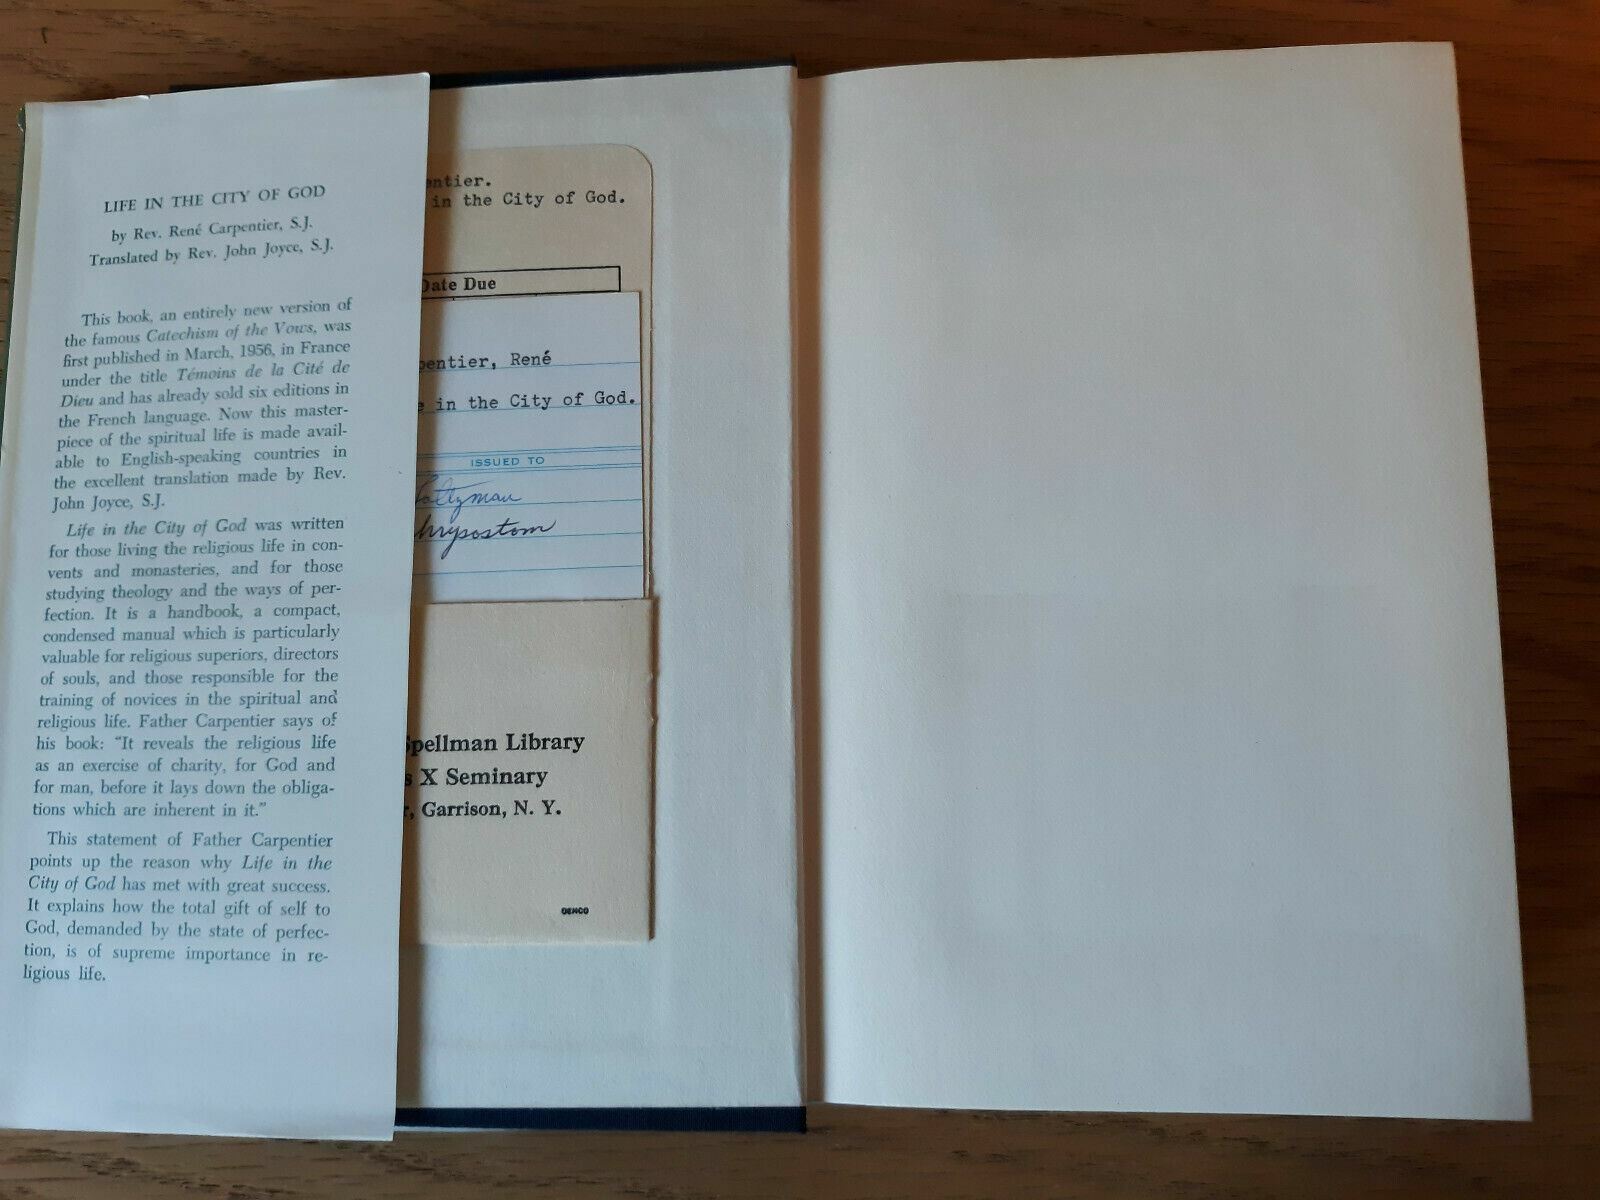 LIFE IN THE CITY OF GOD
by Rev. René Carpentier, S.J.
Translated by Rev. John Joyce, S.J.
This book, an entirely new version of
the famous Catechism of the Vows, was
first published in March, 1956, in France
under the title Témoins de la Cité de
Dieu and has already sold six editions in
the French language. Now this master-
piece of the spiritual life is made avail-
able to English-speaking countries in
the excellent translation made by Rev.
John Joyce, S.J.
Life in the City of God was written
for those living the religious life in con-
vents and monasteries, and for those
studying theology and the ways of per-
fection. It is a handbook, a compact,
condensed manual which is particularly
valuable for religious superiors, directors
of souls, and those responsible for the
training of novices in the spiritual and
religious life. Father Carpentier says of
his book: "It reveals the religious life
as an exercise of charity, for God and
for man, before it lays down the obliga-
tions which are inherent in it."
This statement of Father Carpentier
points up the reason why Life in the
City of God has met with great success.
It explains how the total gift of self to
God, demanded by the state of perfec-
tion, is of supreme importance in re-
ligious life.
ntier.
in the City of God.
Date Due
pentier, René
e in the City of God.
ISSUED TO
altzman
hrysostom
Spellman Library
s X Seminary
r, Garrison, N. Y.